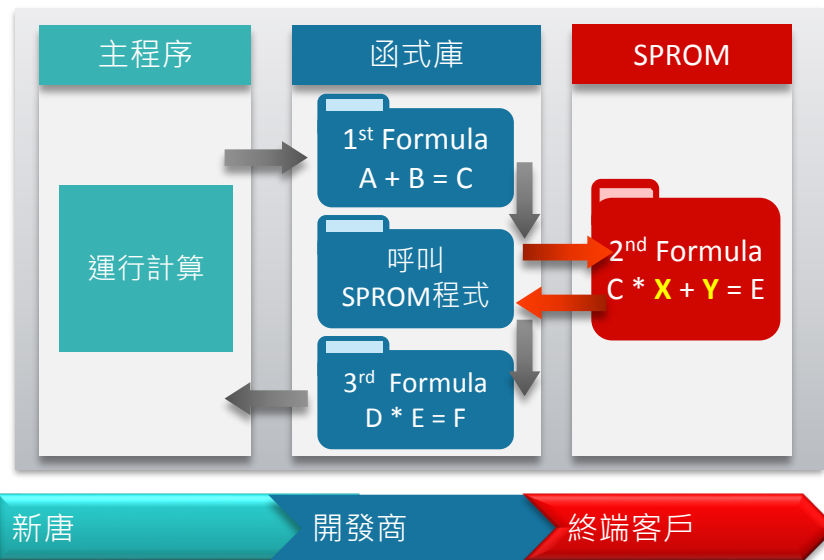 主程序
函式庫
SPROM
運行計算
1st Formula
A + B = C
呼叫
SPROM程式
3rd Formula
D * E = F
2nd Formula
C * X + Y = E
新唐
開發商
終端客戶